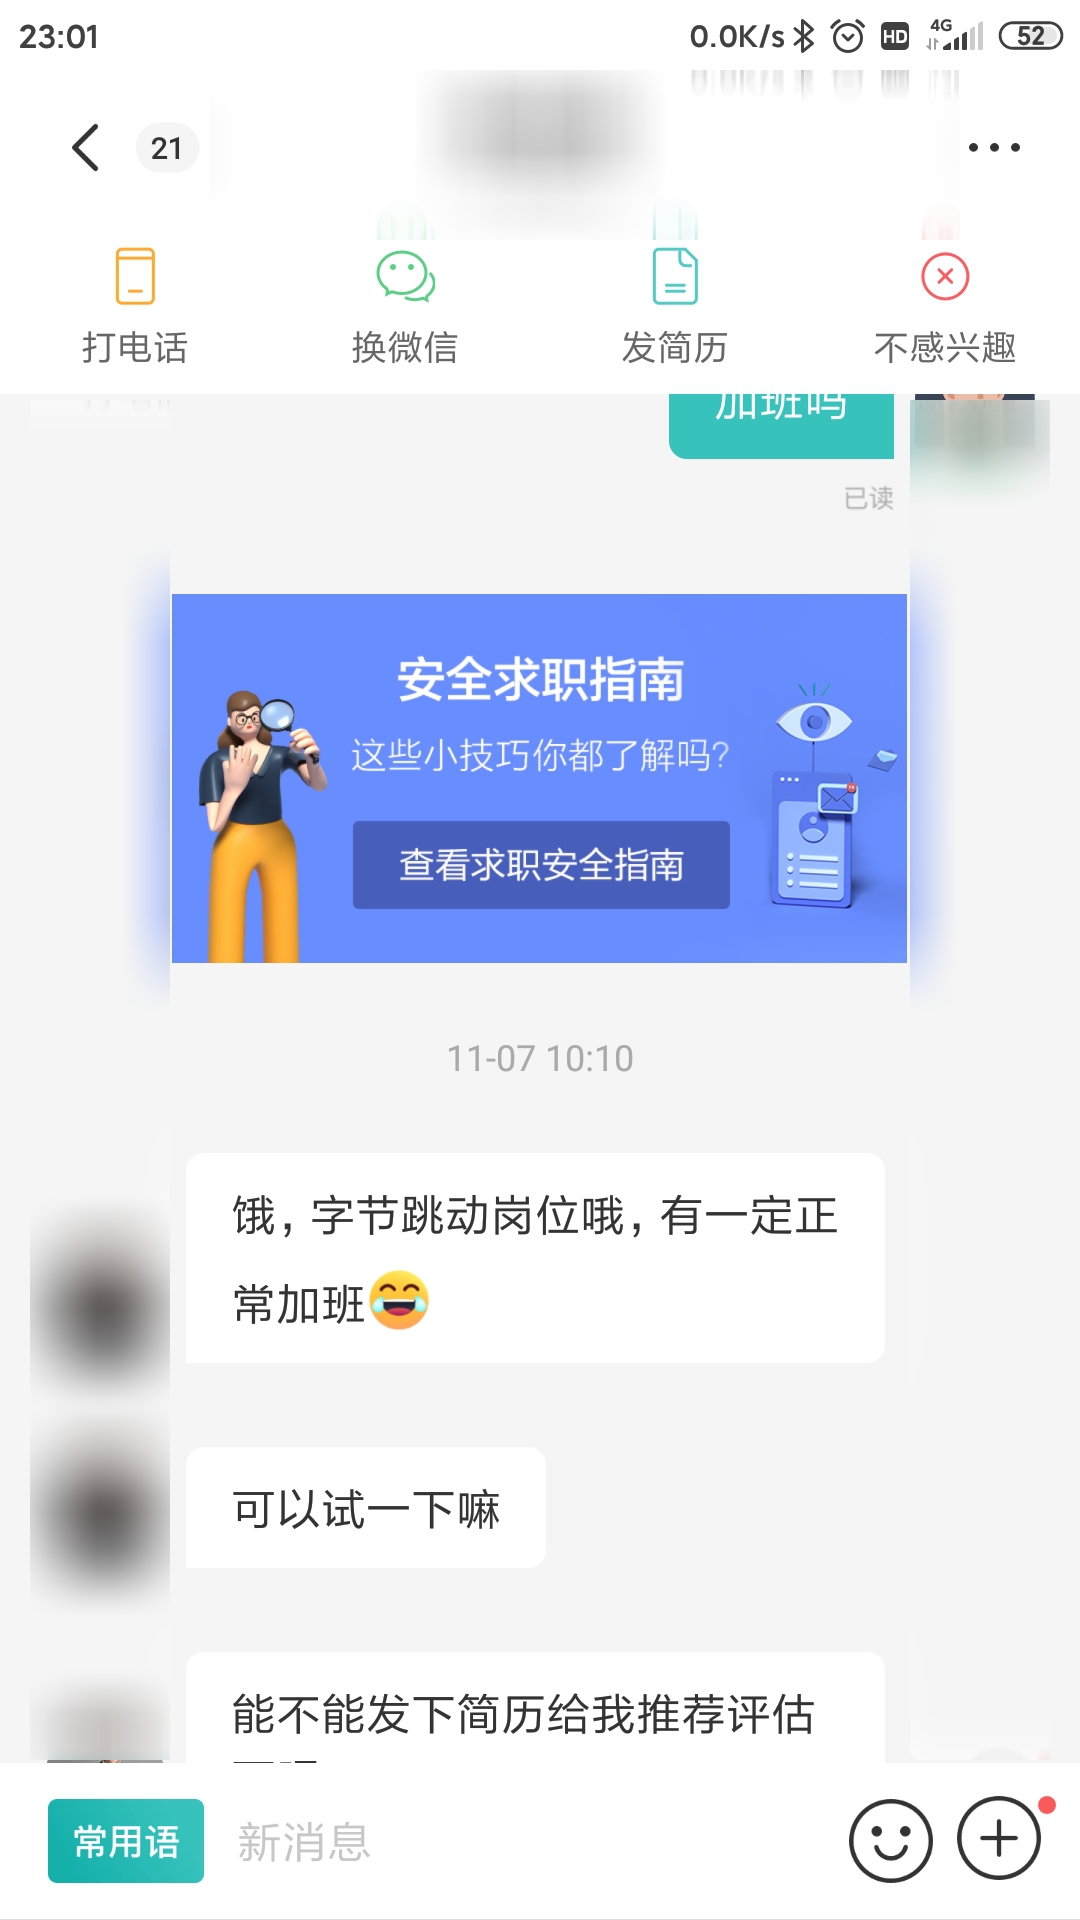 23:01
0.0K/s
HD
4G
52
21
打电话
换微信
发简历
不感兴趣
加班吗
已读
安全求职指南
这些小技巧你都了解吗?
查看求职安全指南
11-07 10:10
饿，字节跳动岗位哦，有一定正
常加班😂
可以试一下嘛
能不能发下简历给我推荐评估
常用语
新消息